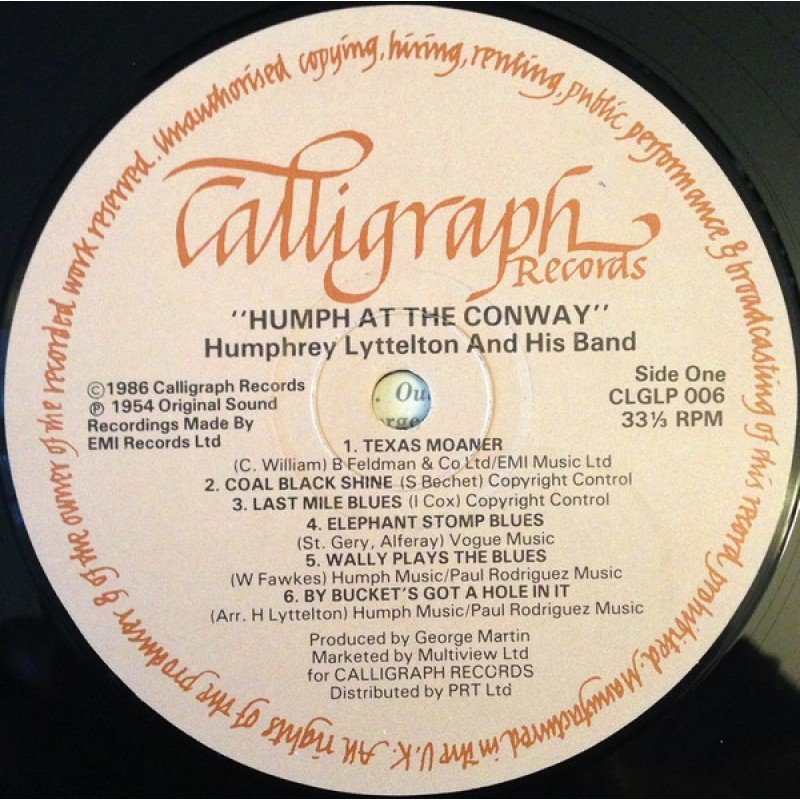 All rights of the producer & of the owner of the recorded work reserved. Unauthorised copying, hiring, renting, public performance & broadcasting of this record prohibited. Manufactured in the U.K.
Calligraph
Records
"HUMPH AT THE CONWAY"
Humphrey Lyttelton And His Band
©1986 Calligraph Records
℗ 1954 Original Sound
Recordings Made By
EMI Records Ltd
Side One
CLGLP 006
33⅓ RPM
1. TEXAS MOANER
(C. William) B Feldman & Co Ltd/EMI Music Ltd
2. COAL BLACK SHINE (S Bechet) Copyright Control
3. LAST MILE BLUES (I Cox) Copyright Control
4. ELEPHANT STOMP BLUES
(St. Gery, Alferay) Vogue Music
5. WALLY PLAYS THE BLUES
(W Fawkes) Humph Music/Paul Rodriguez Music
6. BY BUCKET'S GOT A HOLE IN IT
(Arr. H Lyttelton) Humph Music/Paul Rodriguez Music
Produced by George Martin
Marketed by Multiview Ltd
for CALLIGRAPH RECORDS
Distributed by PRT Ltd